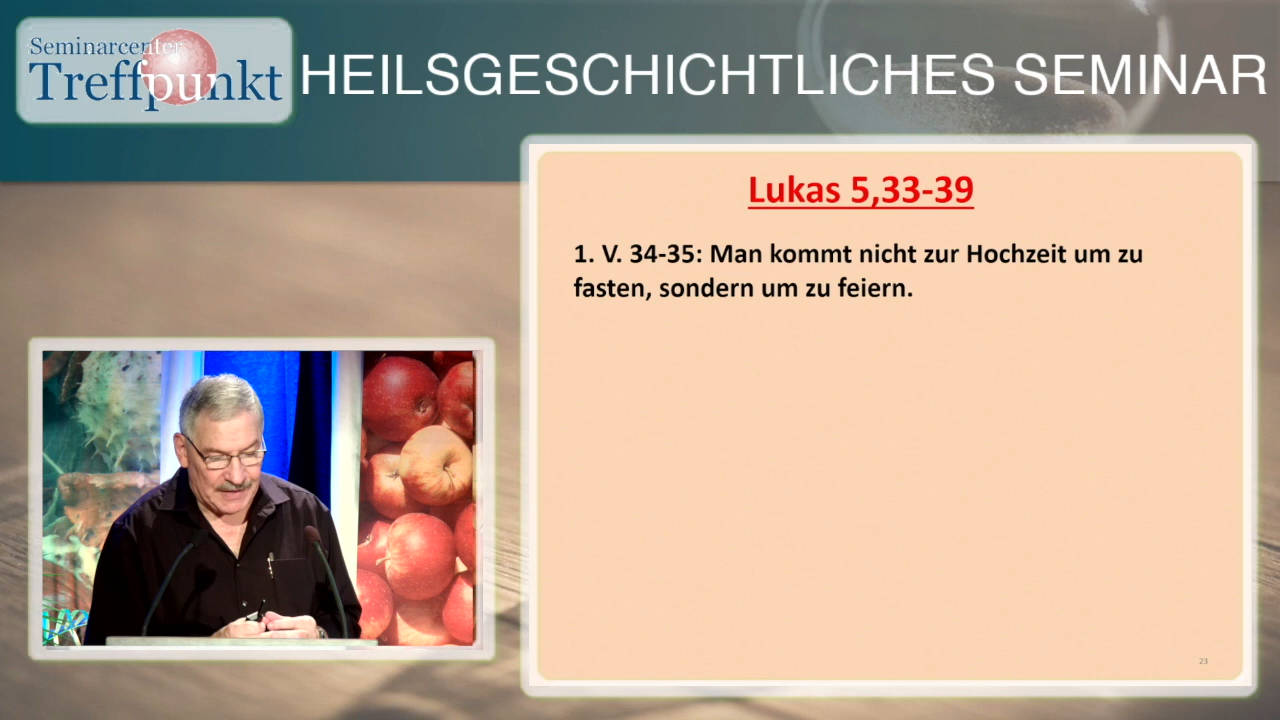 Seminarcenter
Treffpunkt
HEILSGESCHICHTLICHES SEMINAR
Lukas 5,33-39
1. V. 34-35: Man kommt nicht zur Hochzeit um zu
fasten, sondern um zu feiern.
23